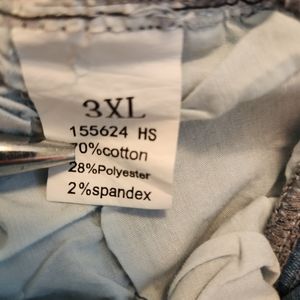 3XL
155624 HS
70%cotton
28%Polyester
2%spandex